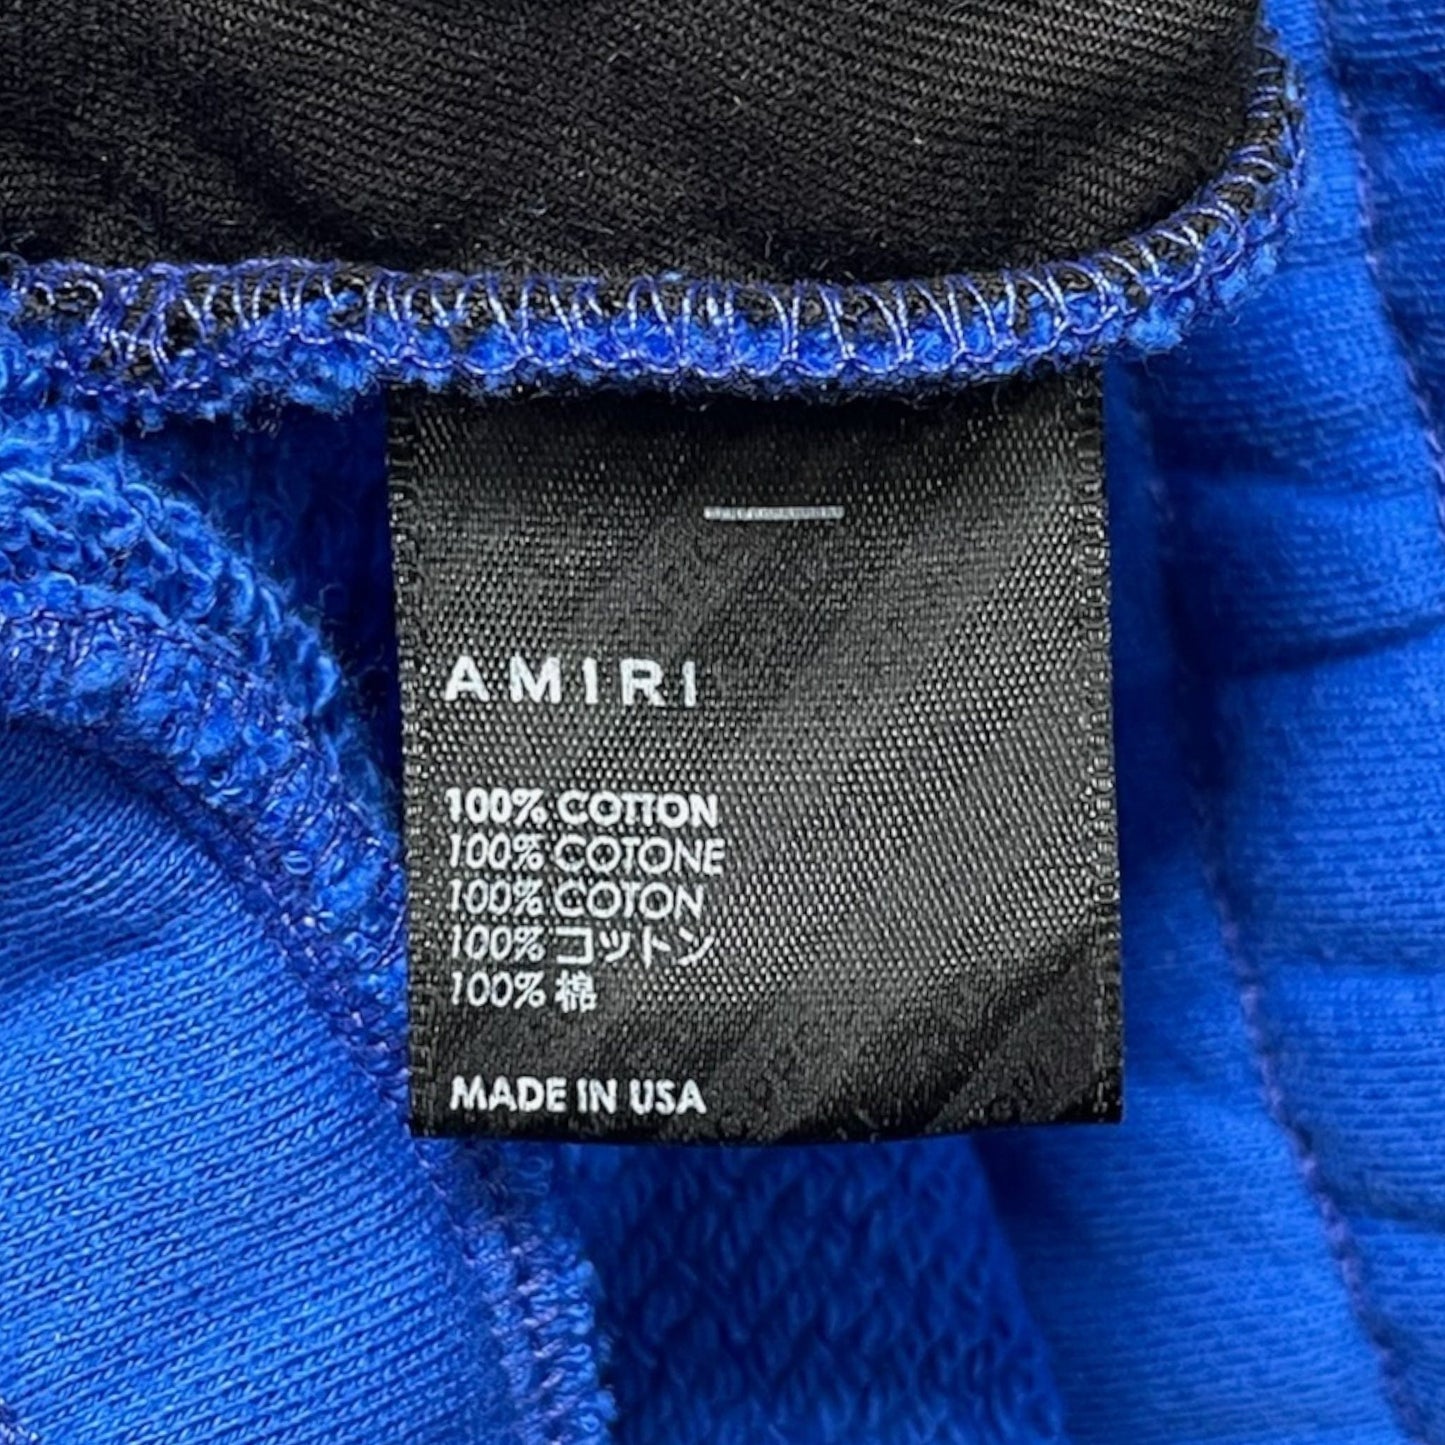 AMIRI
100% COTTON
100% COTONE
100% COTON
100% コットン
100% 棉
MADE IN USA